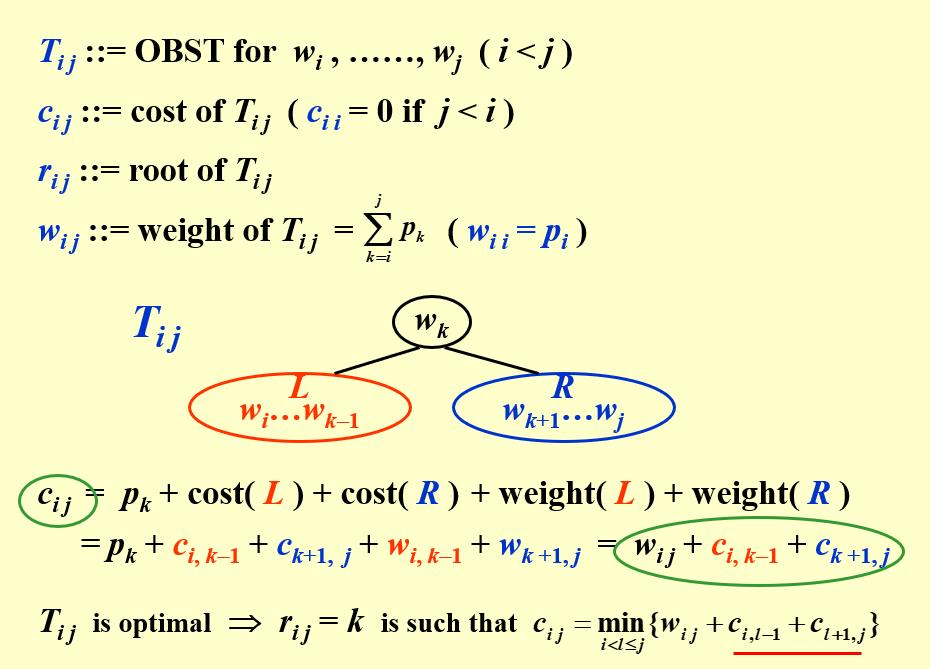 T_{ij} ::= OBST for w_i , ……, w_j ( i < j )
c_{ij} ::= cost of T_{ij} ( c_{ii} = 0 if j < i )
r_{ij} ::= root of T_{ij}
w_{ij} ::= weight of T_{ij} = \sum_{k=i}^{j} p_k ( w_{ii} = p_i )
T_{ij}
w_k
L
w_i…w_{k–1}
R
w_{k+1}…w_j
c_{ij} = p_k + cost( L ) + cost( R ) + weight( L ) + weight( R )
= p_k + c_{i, k–1} + c_{k+1, j} + w_{i, k–1} + w_{k+1, j} = w_{ij} + c_{i, k–1} + c_{k+1, j}
T_{ij} is optimal ⇒ r_{ij} = k is such that c_{ij} = \min_{i<l≤j} {w_{ij} + c_{i,l–1} + c_{l+1,j}}